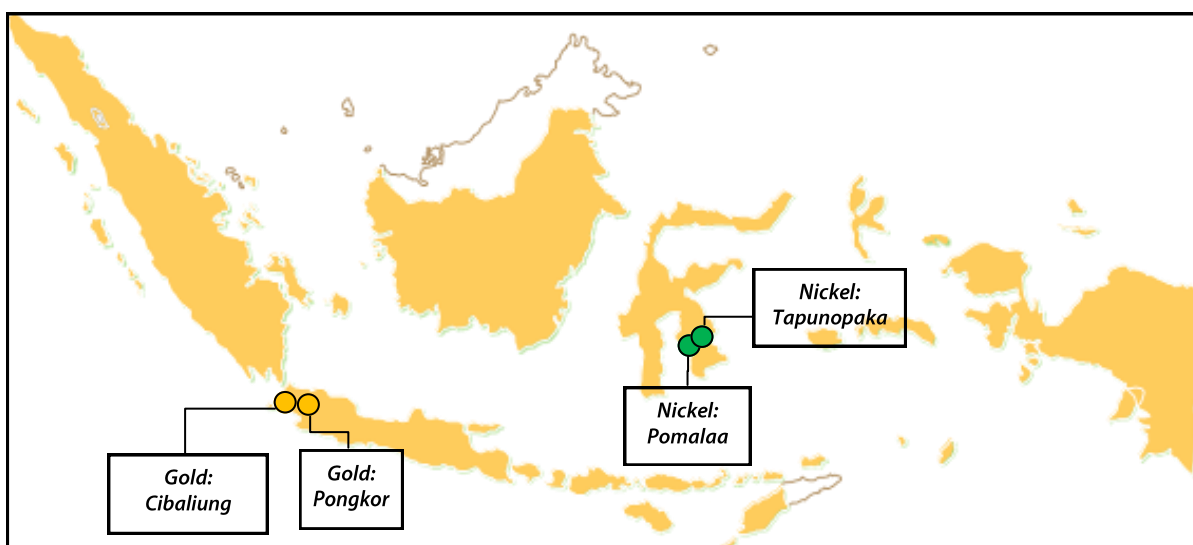 Nickel:
Tapunopaka
Nickel:
Pomalaa
Gold:
Cibaliung
Gold:
Pongkor